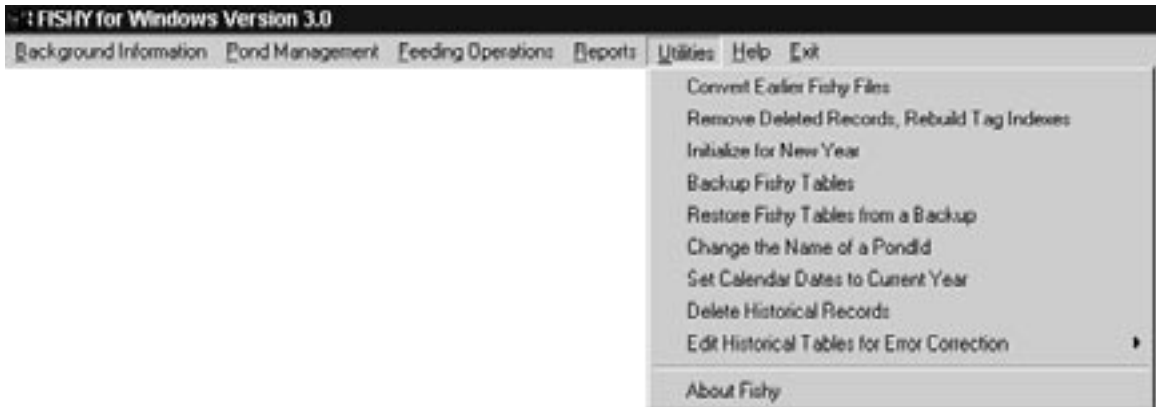 FISHY for Windows Version 3.0
Background Information Pond Management Feeding Operations Reports Utilities Help Exit
Convert Earlier Fishy Files
Remove Deleted Records, Rebuild Tag Indexes
Initialize for New Year
Backup Fishy Tables
Restore Fishy Tables from a Backup
Change the Name of a PondId
Set Calendar Dates to Current Year
Delete Historical Records
Edit Historical Tables for Error Correction
About Fishy